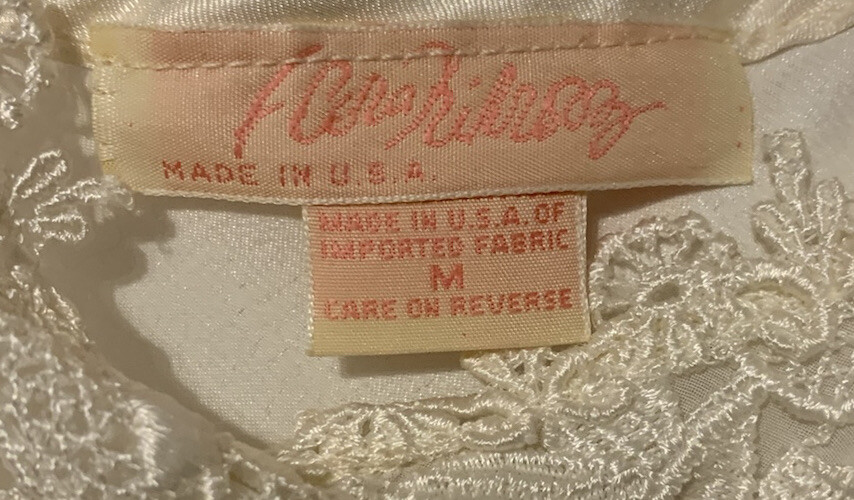 Flora Nikrooz
MADE IN U.S.A.
MADE IN U.S.A. OF
IMPORTED FABRIC
M
CARE ON REVERSE